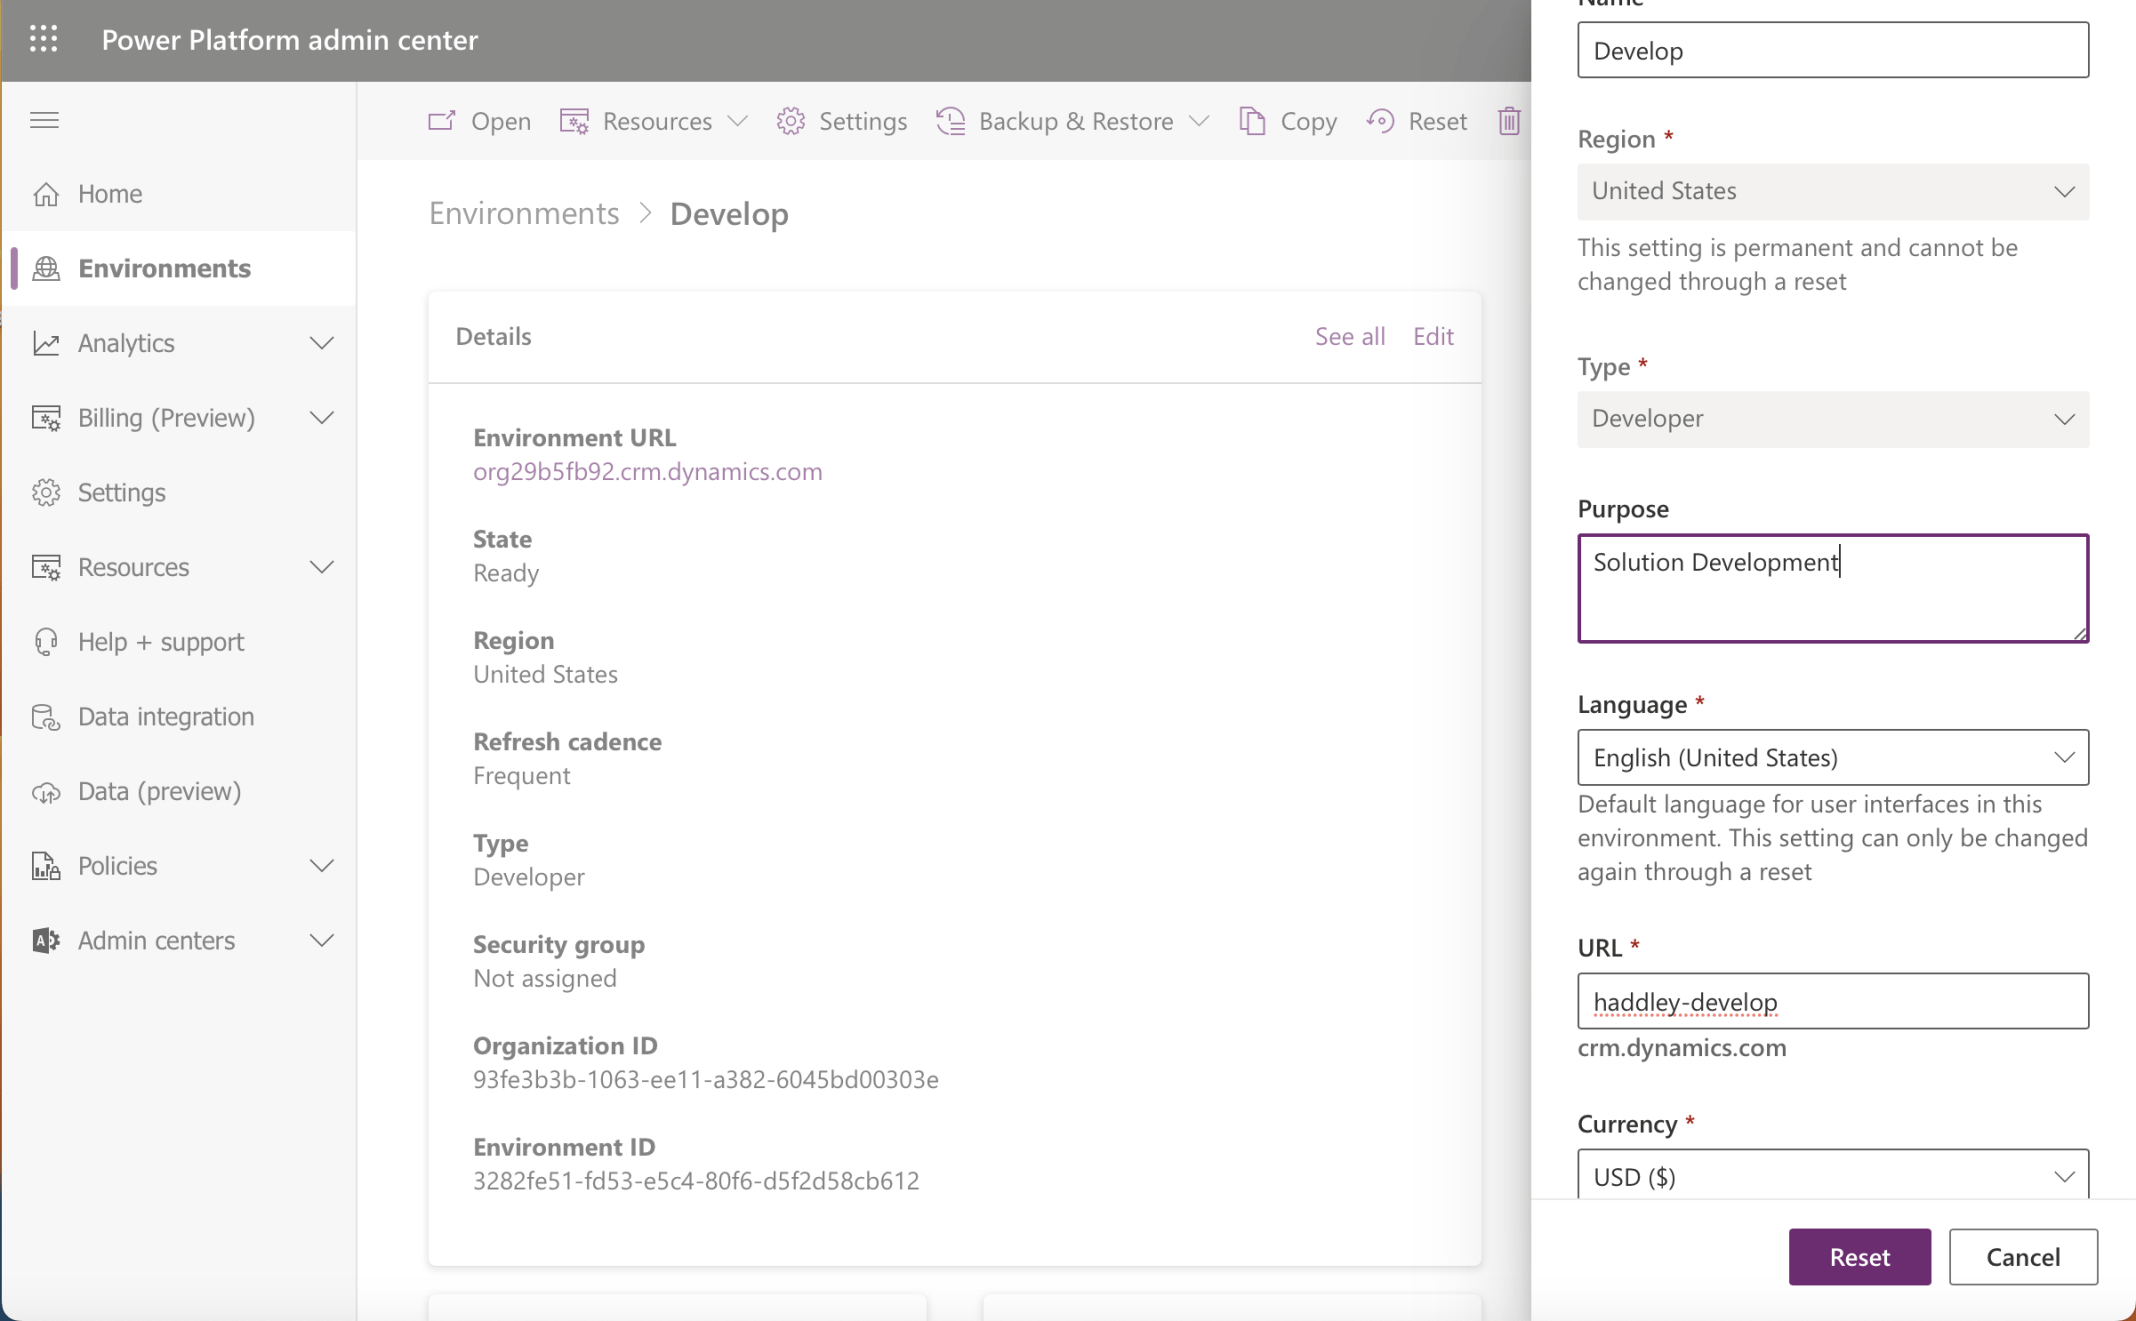 Power Platform admin center
Home
Environments
Analytics
Billing (Preview)
Settings
Resources
Help + support
Data integration
Data (preview)
Policies
Admin centers
Open Resources Settings Backup & Restore Copy Reset
Environments > Develop
Details See all Edit
Environment URL
org29b5fb92.crm.dynamics.com
State
Ready
Region
United States
Refresh cadence
Frequent
Type
Developer
Security group
Not assigned
Organization ID
93fe3b3b-1063-ee11-a382-6045bd00303e
Environment ID
3282fe51-fd53-e5c4-80f6-d5f2d58cb612
Name
Develop
Region *
United States
This setting is permanent and cannot be
changed through a reset
Type *
Developer
Purpose
Solution Development
Language *
English (United States)
Default language for user interfaces in this
environment. This setting can only be changed
again through a reset
URL *
haddley-develop
crm.dynamics.com
Currency *
USD ($)
Reset Cancel